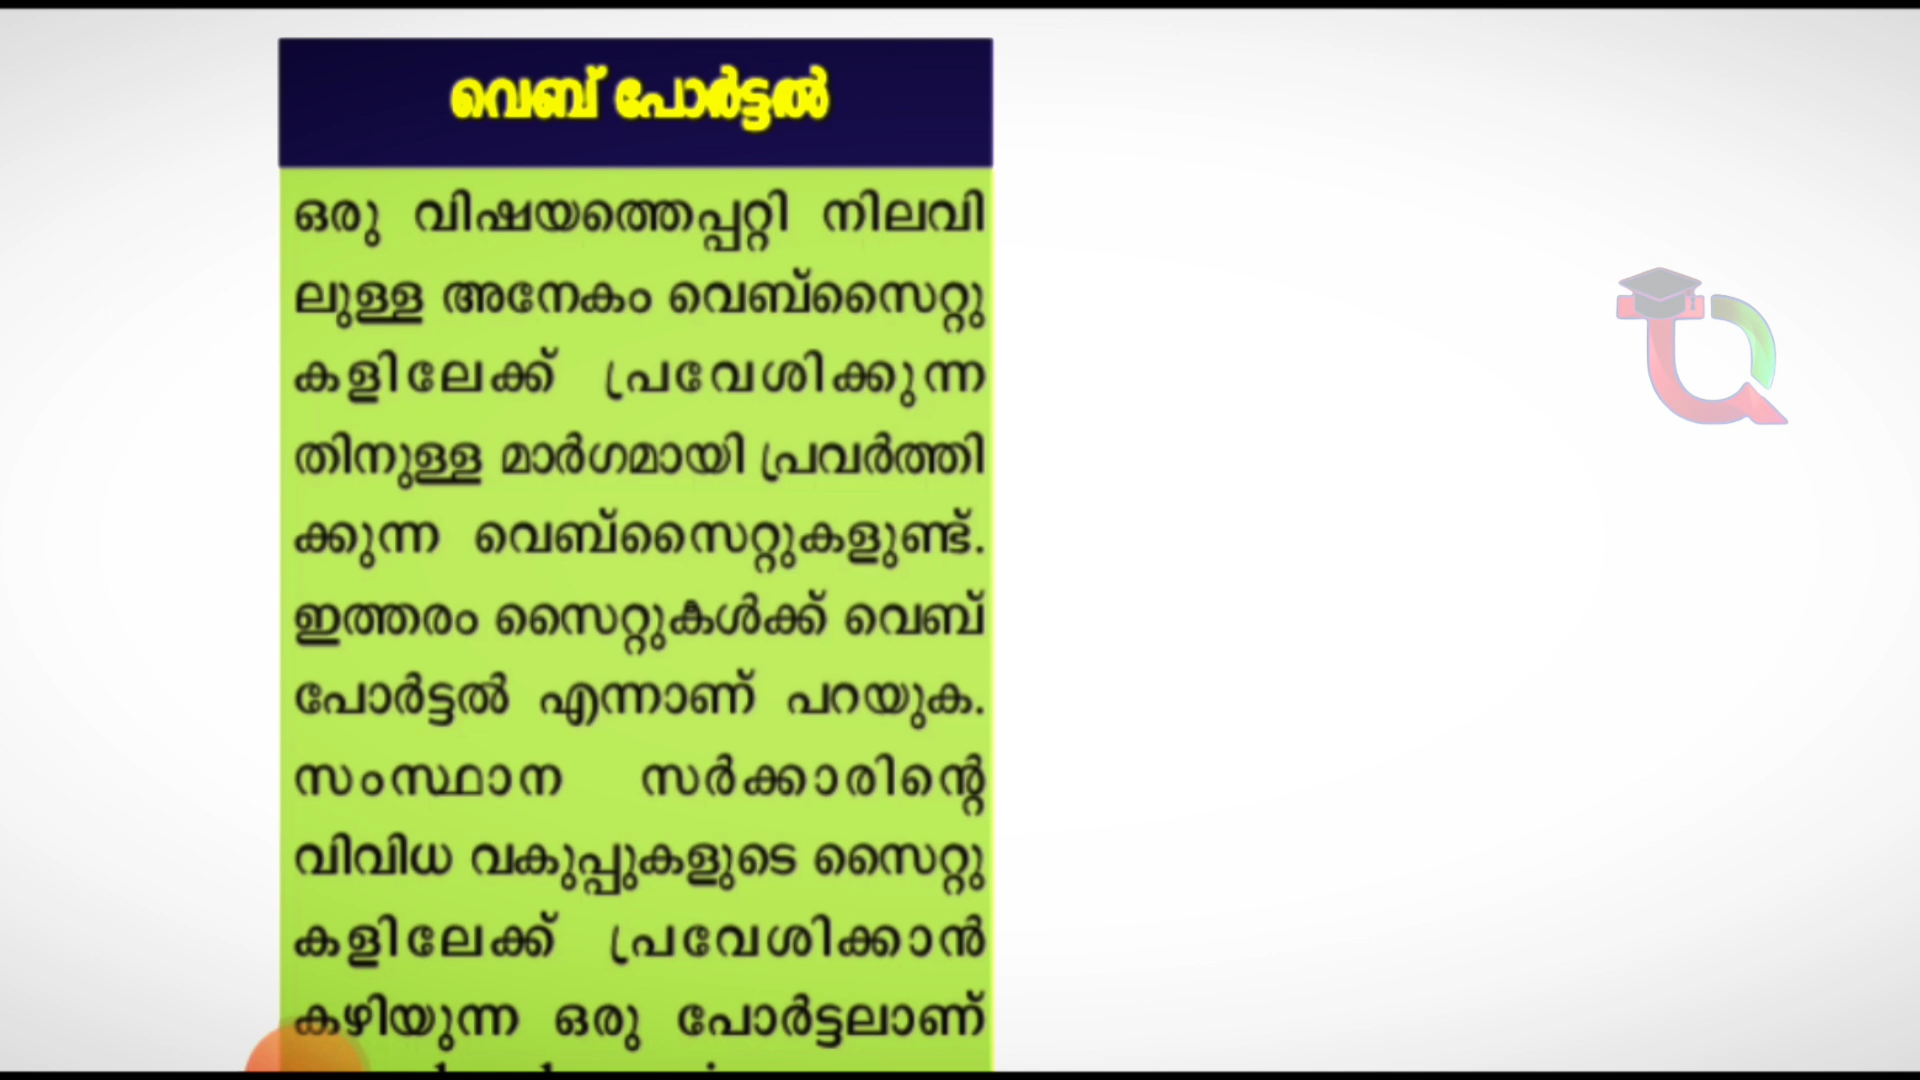 വെബ് പോർട്ടൽ
ഒരു വിഷയത്തെപ്പറ്റി നിലവി
ലുള്ള അനേകം വെബ്സൈറ്റു
കളിലേക്ക് പ്രവേശിക്കുന്ന
തിനുള്ള മാർഗമായി പ്രവർത്തി
ക്കുന്ന വെബ്സൈറ്റുകളുണ്ട്.
ഇത്തരം സൈറ്റുകൾക്ക് വെബ്
പോർട്ടൽ എന്നാണ് പറയുക.
സംസ്ഥാന സർക്കാരിന്റെ
വിവിധ വകുപ്പുകളുടെ സൈറ്റു
കളിലേക്ക് പ്രവേശിക്കാൻ
കഴിയുന്ന ഒരു പോർട്ടലാണ്